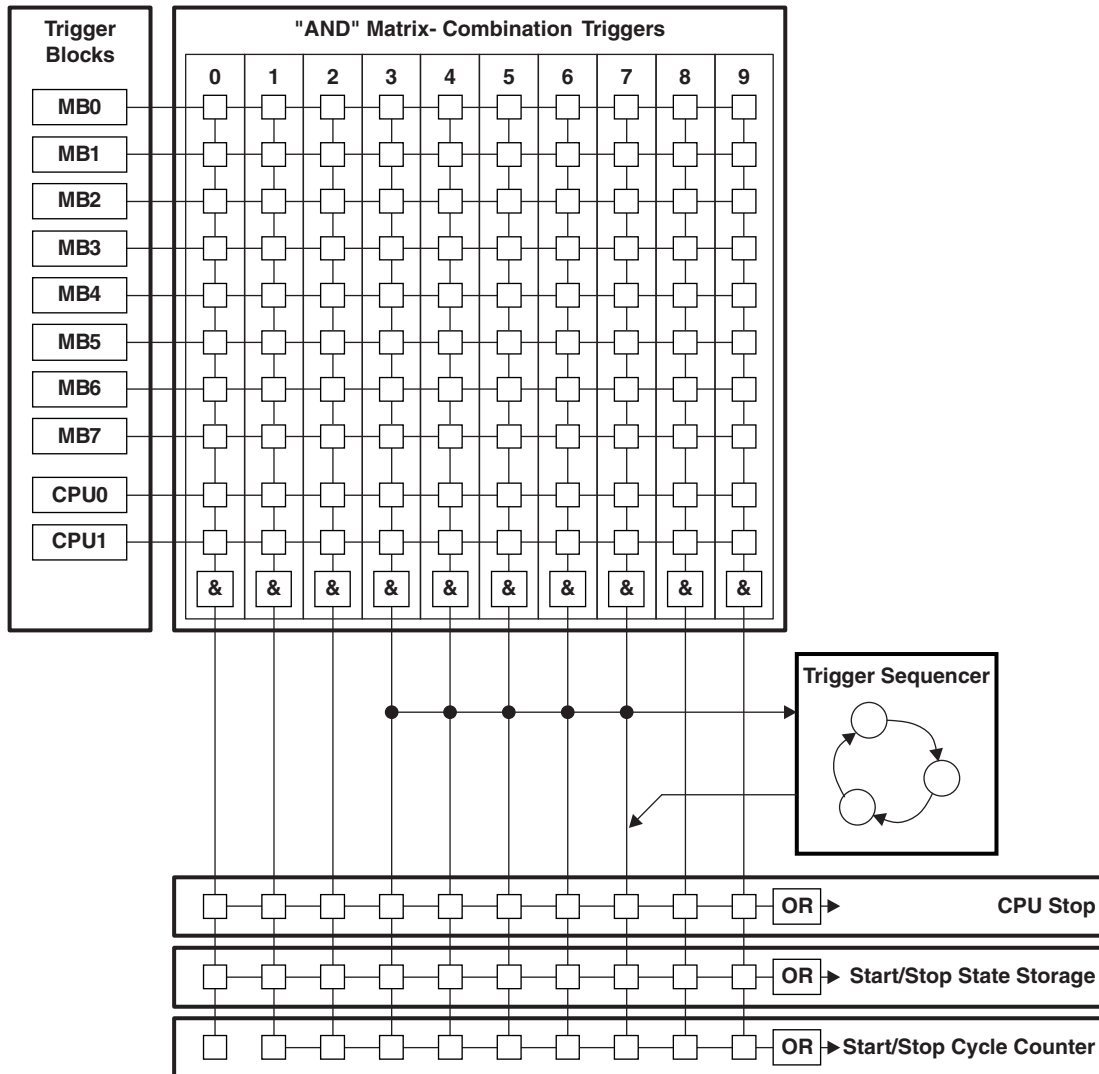 Trigger
Blocks
"AND" Matrix- Combination Triggers
0 1 2 3 4 5 6 7 8 9
MB0
MB1
MB2
MB3
MB4
MB5
MB6
MB7
CPU0
CPU1
& & & & & & & & & &
Trigger Sequencer
OR CPU Stop
OR Start/Stop State Storage
OR Start/Stop Cycle Counter